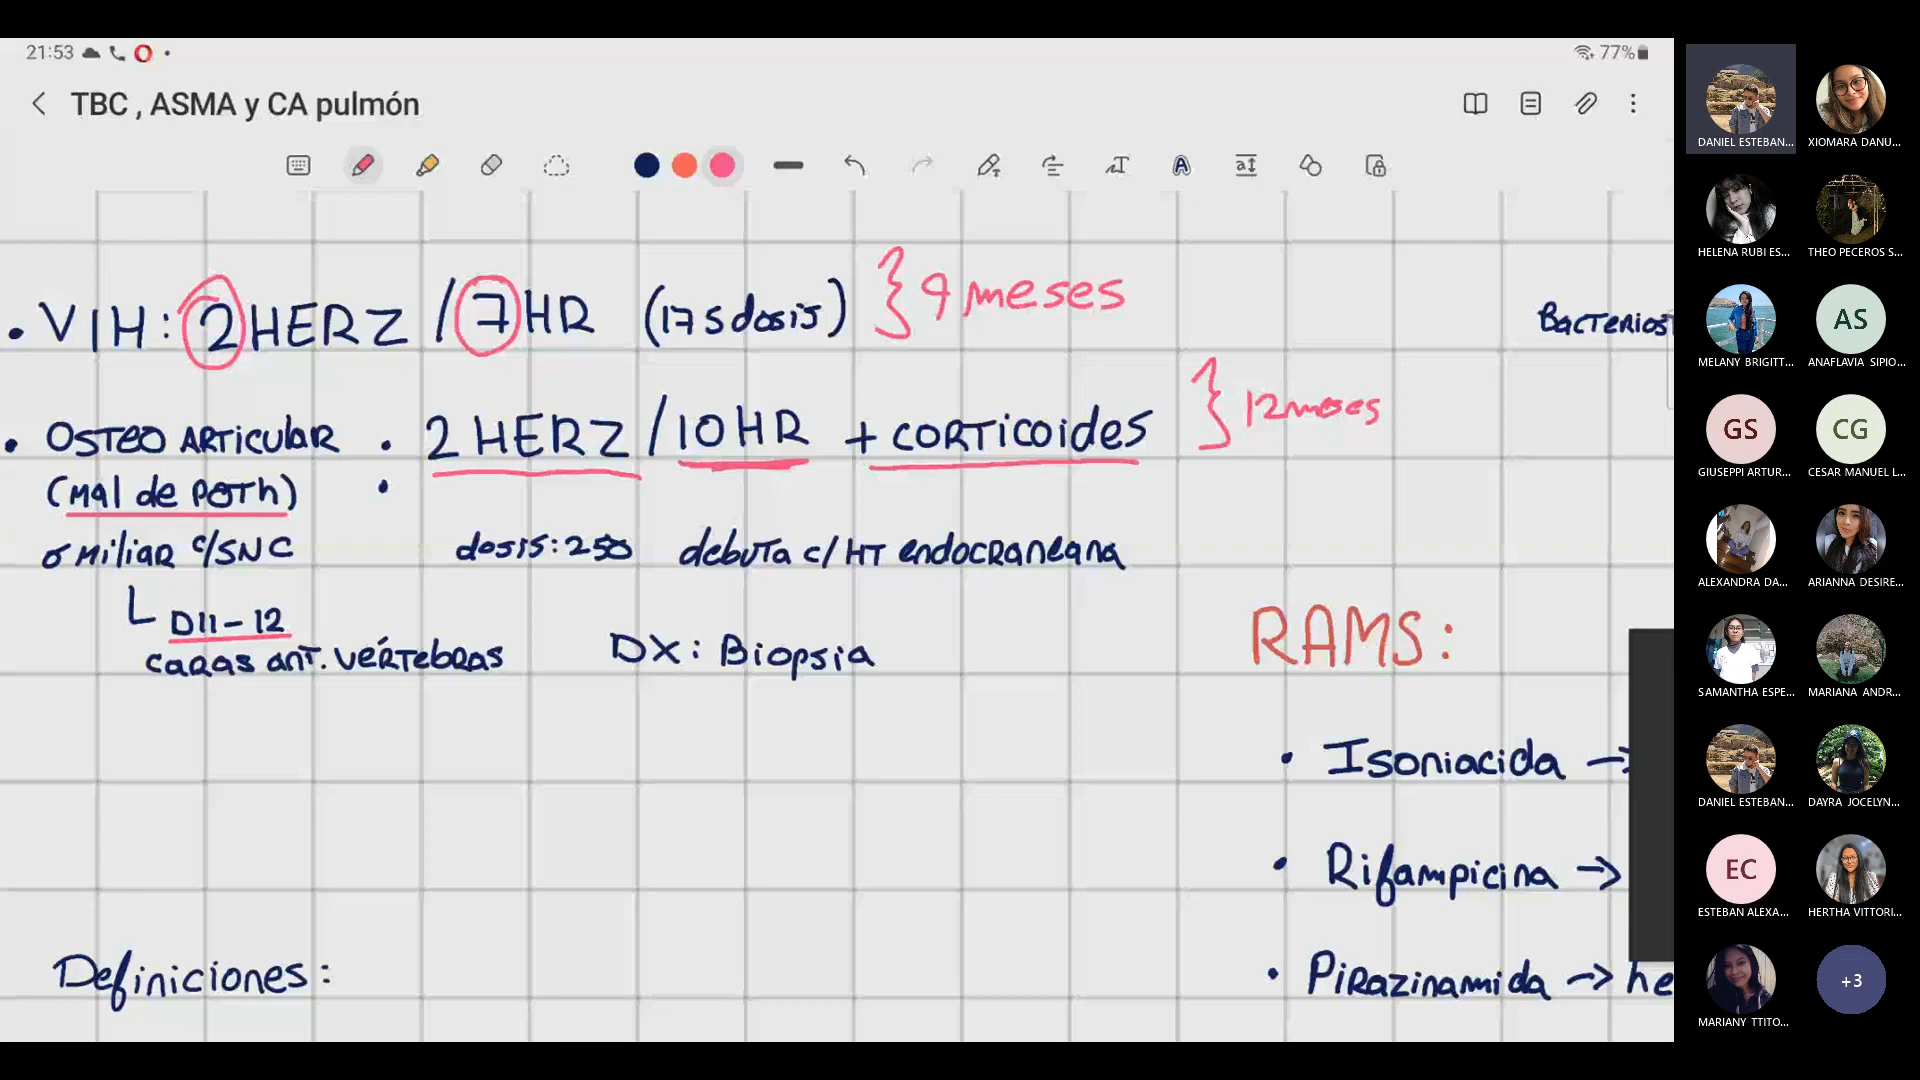 21:53
77%
TBC , ASMA y CA pulmón
• VIH: 2HERZ / 7HR (175dosis) } 9 meses
BACTERIOST
• OSTEO ARTICULAR • 2 HERZ / 10 HR + CORTICOIDES } 12 meses
(MAL de POTH) •
o Miliar c/SNC dosis:250 debuta c/ HT endocraneana
D11-12
CARAS ANT. VÉRTEBRAS DX: Biopsia
RAMS:
• Isoniacida →
• Rifampicina →
Definiciones:
• Pirazinamida → he
DANIEL ESTEBAN...
XIOMARA DANU...
HELENA RUBI ES...
THEO PECEROS S...
MELANY BRIGITT...
AS
ANAFLAVIA SIPIO...
GS
GIUSEPPI ARTUR...
CG
CESAR MANUEL L...
ALEXANDRA DA...
ARIANNA DESIRE...
SAMANTHA ESPE...
MARIANA ANDR...
DANIEL ESTEBAN...
DAYRA JOCELYN...
EC
ESTEBAN ALEXA...
HERTHA VITTORI...
MARIANY TTITO...
+3